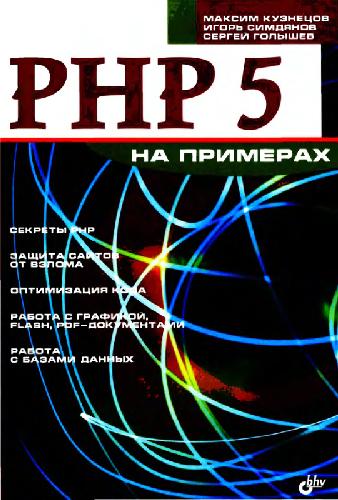 МАКСИМ КУЗНЕЦОВ
ИГОРЬ СИМДЯНОВ
СЕРГЕЙ ГОЛЫШЕВ
PHP 5
НА ПРИМЕРАХ
СЕКРЕТЫ PHP
ЗАЩИТА САЙТОВ
ОТ ВЗЛОМА
ОПТИМИЗАЦИЯ КОДА
РАБОТА С ГРАФИКОЙ,
FLASH, PDF-ДОКУМЕНТАМИ
РАБОТА
С БАЗАМИ ДАННЫХ
bhv